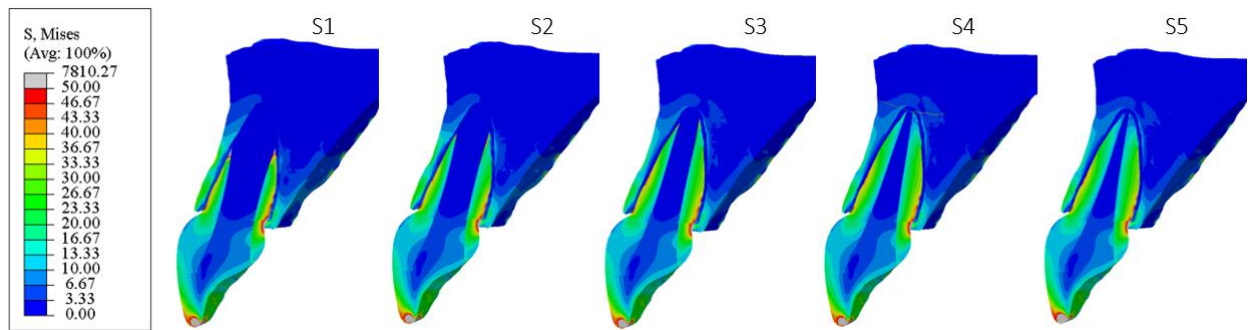 S, Mises
(Avg: 100%)
7810.27
50.00
46.67
43.33
40.00
36.67
33.33
30.00
26.67
23.33
20.00
16.67
13.33
10.00
6.67
3.33
0.00
S1
S2
S3
S4
S5